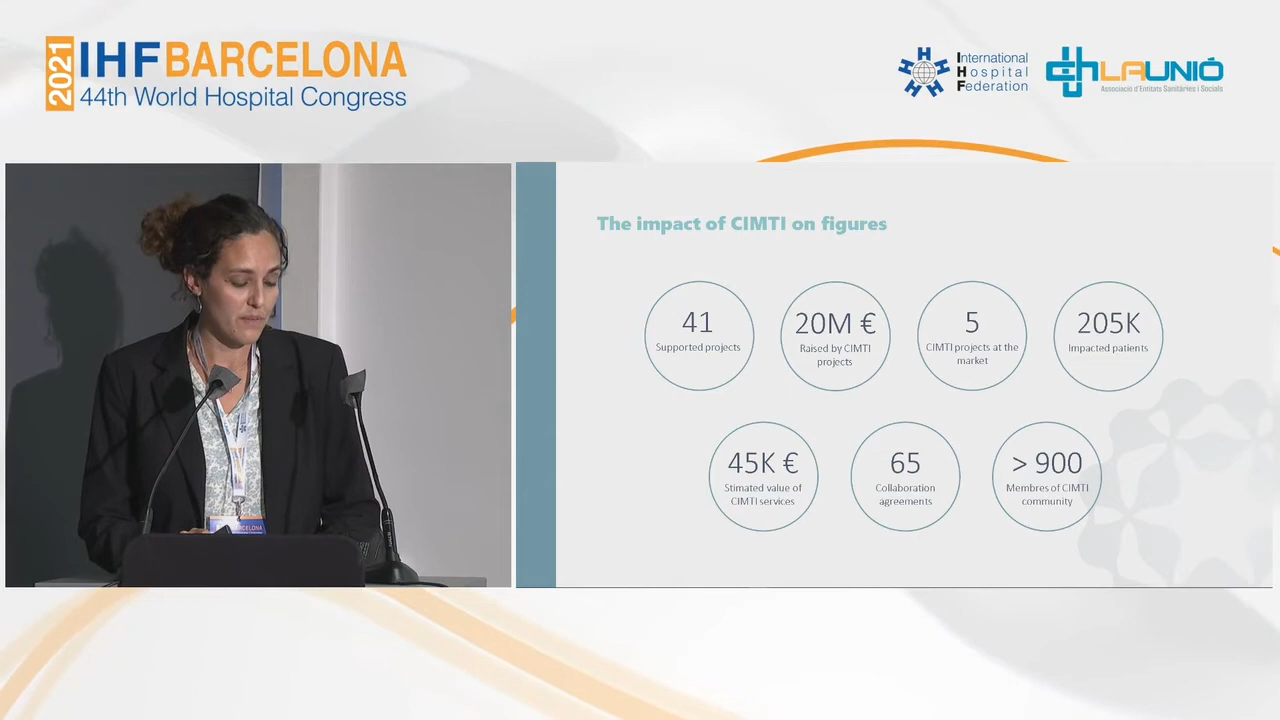 2021
IHF BARCELONA
44th World Hospital Congress
International
Hospital
Federation
LAUNIÓ
Associació d'Entitats Sanitàries i Socials
The impact of CIMTI on figures
41
Supported projects
20M €
Raised by CIMTI
projects
5
CIMTI projects at the
market
205K
Impacted patients
45K €
Stimated value of
CIMTI services
65
Collaboration
agreements
> 900
Membres of CIMTI
community
BARCELONA